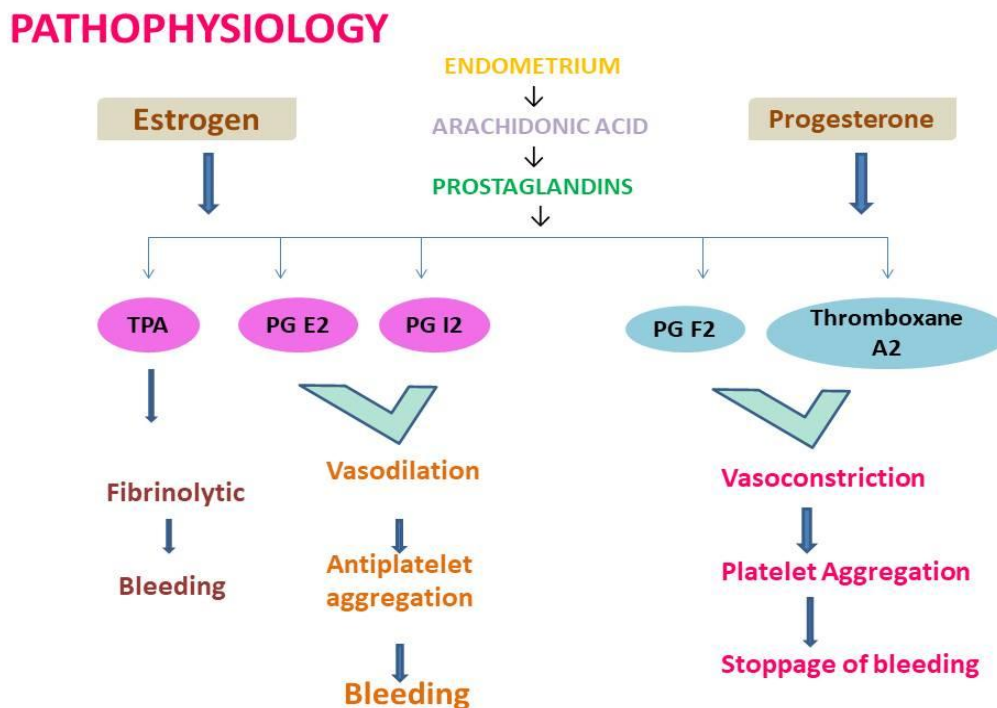 PATHOPHYSIOLOGY
ENDOMETRIUM
Estrogen
ARACHIDONIC ACID
Progesterone
PROSTAGLANDINS
TPA
PG E2
PG I2
PG F2
Thromboxane
A2
Fibrinolytic
Bleeding
Vasodilation
Antiplatelet
aggregation
Bleeding
Vasoconstriction
Platelet Aggregation
Stoppage of bleeding